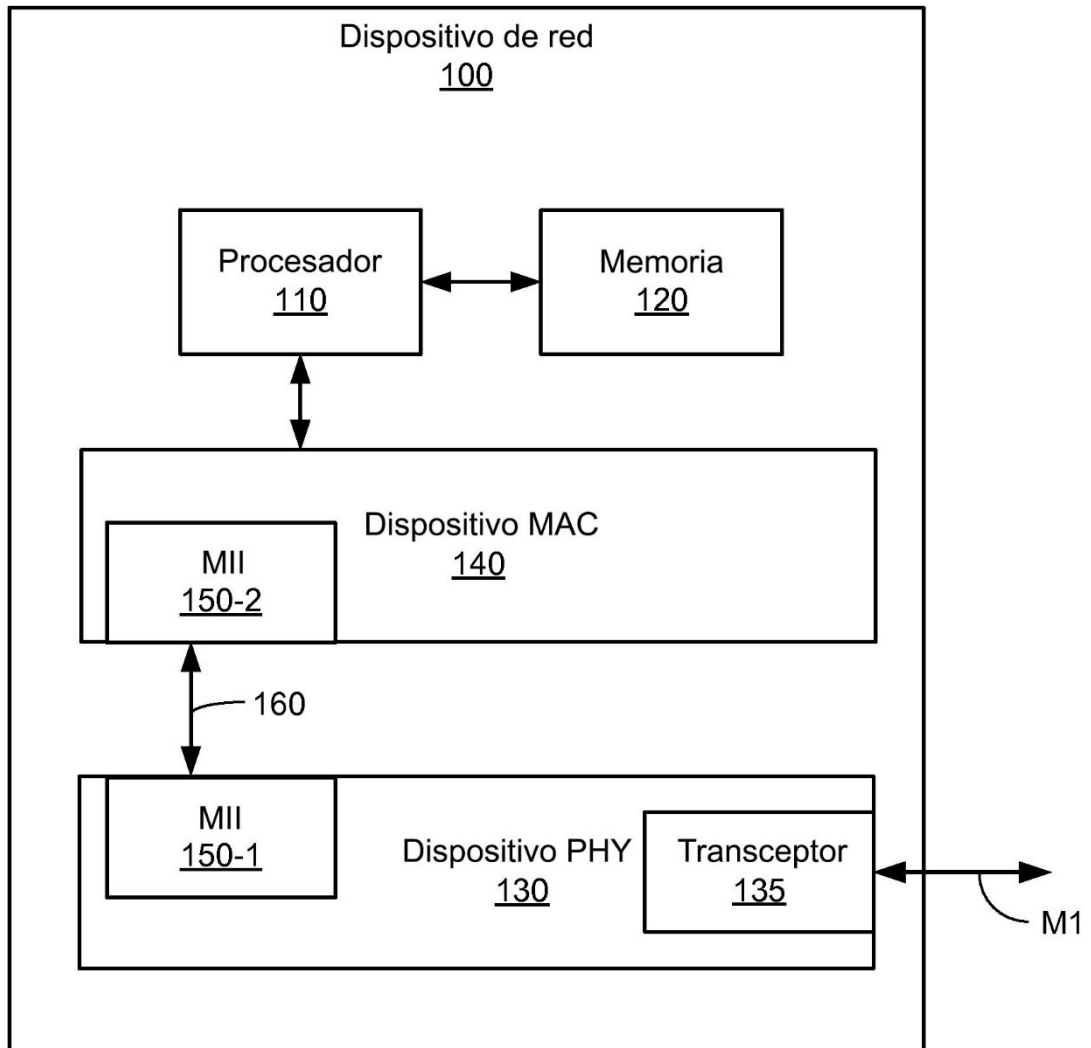 Dispositivo de red
100
Procesador
110
Memoria
120
Dispositivo MAC
140
MII
150-2
160
MII
150-1
Dispositivo PHY
130
Transceptor
135
M1